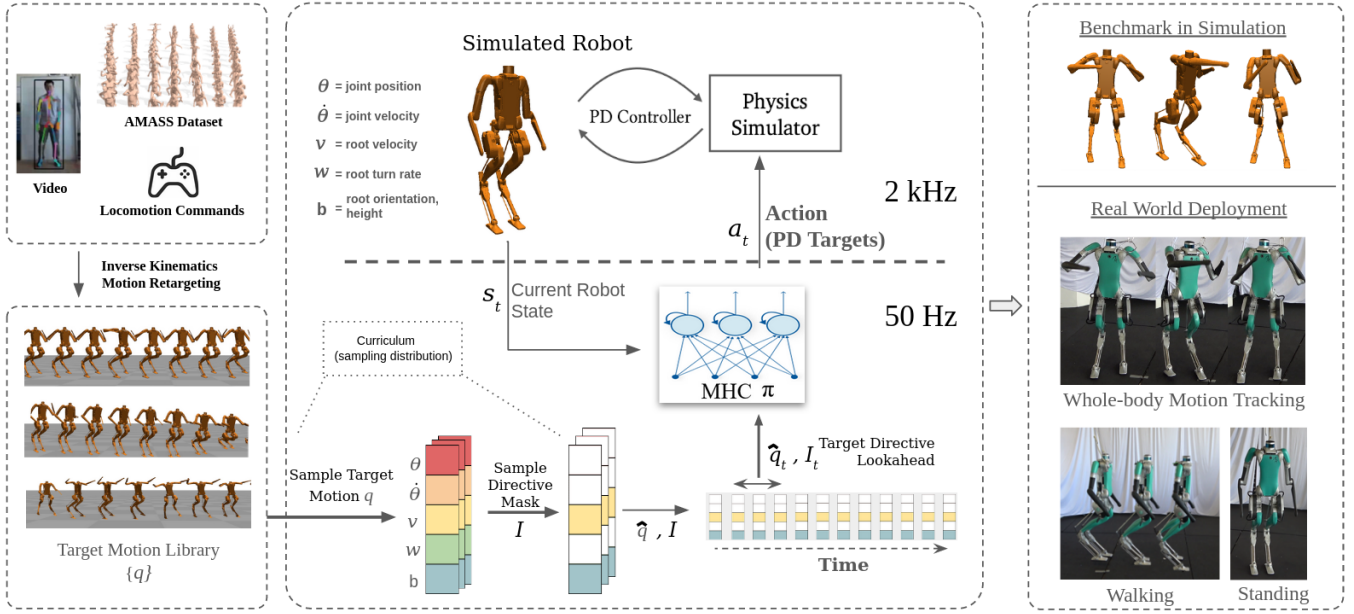 AMASS Dataset
Video
Locomotion Commands
Inverse Kinematics
Motion Retargeting
Target Motion Library
{q}
Simulated Robot
θ = joint position
θ̇ = joint velocity
v = root velocity
w = root turn rate
b = root orientation,
height
PD Controller
Physics
Simulator
2 kHz
a_t
Action
(PD Targets)
s_t
Current Robot
State
50 Hz
Curriculum
(sampling distribution)
MHC π
Sample Target
Motion q
θ
θ̇
v
w
b
Sample
Directive
Mask
I
q̂ , I
q̂_t , I_t
Target Directive
Lookahead
Time
Benchmark in Simulation
Real World Deployment
Whole-body Motion Tracking
Walking
Standing